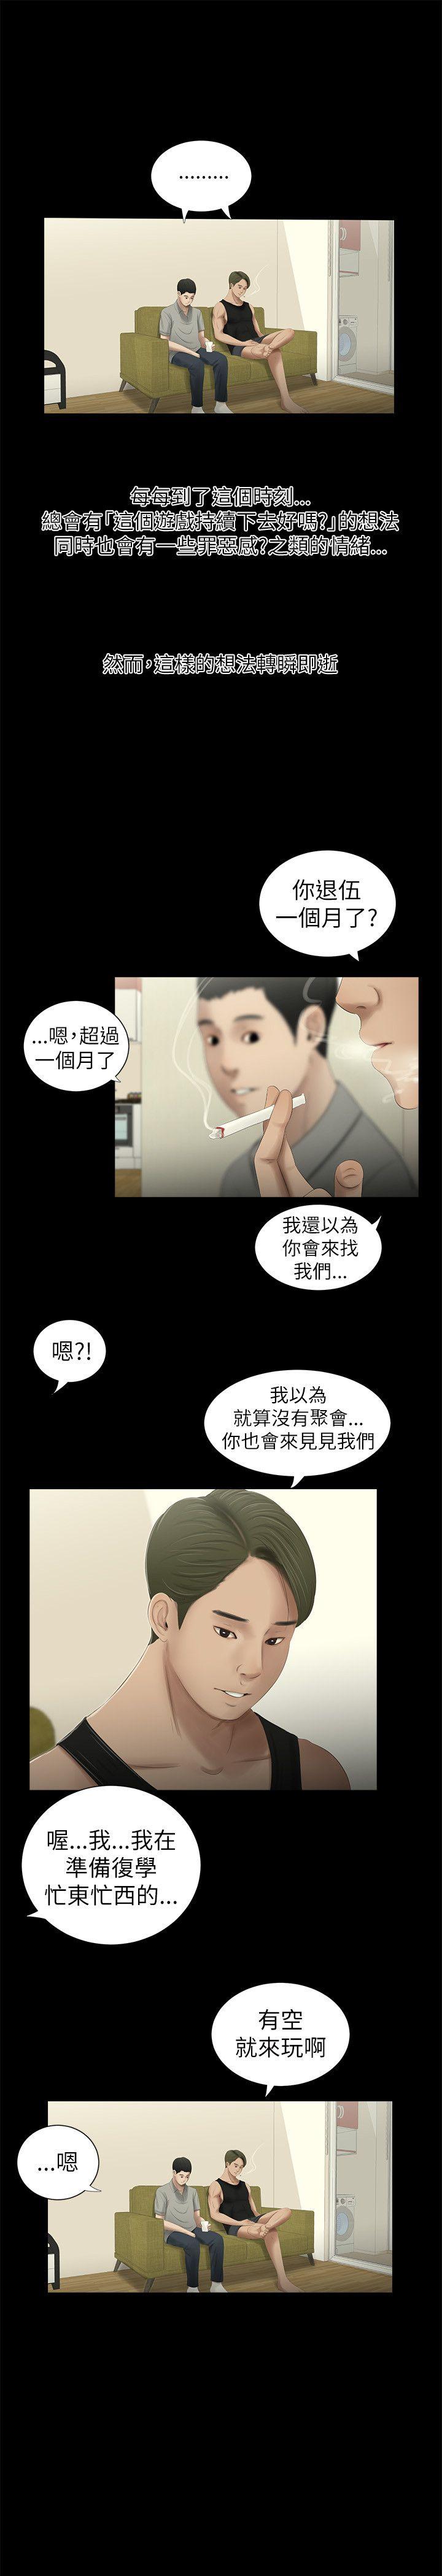 .........
每每到了這個時刻...
總會有「這個遊戲持續下去好嗎?」的想法
同時也會有一些罪惡感?之類的情緒...
然而,這樣的想法轉瞬即逝
你退伍
一個月了?
...嗯,超過
一個月了
我還以為
你會來找
我們...
嗯?!
我以為
就算沒有聚會...
你也會來見見我們
喔...我...我在
準備復學
忙東忙西的...
有空
就來玩啊
...嗯